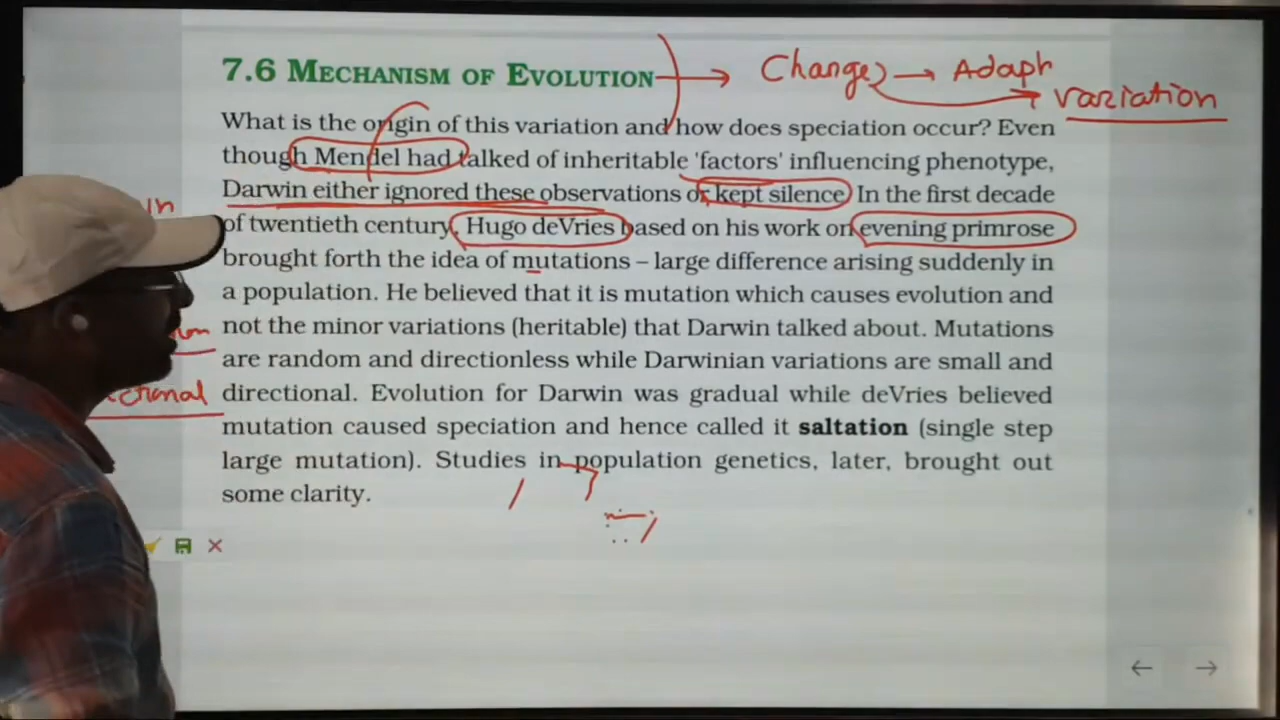 7.6 MECHANISM OF EVOLUTION → Change → Adaph
variation
What is the origin of this variation and how does speciation occur? Even
though Mendel had talked of inheritable 'factors' influencing phenotype,
Darwin either ignored these observations or kept silence. In the first decade
of twentieth century, Hugo deVries based on his work on evening primrose
brought forth the idea of mutations – large difference arising suddenly in
a population. He believed that it is mutation which causes evolution and
not the minor variations (heritable) that Darwin talked about. Mutations
are random and directionless while Darwinian variations are small and
directional. Evolution for Darwin was gradual while deVries believed
mutation caused speciation and hence called it saltation (single step
large mutation). Studies in population genetics, later, brought out
some clarity.